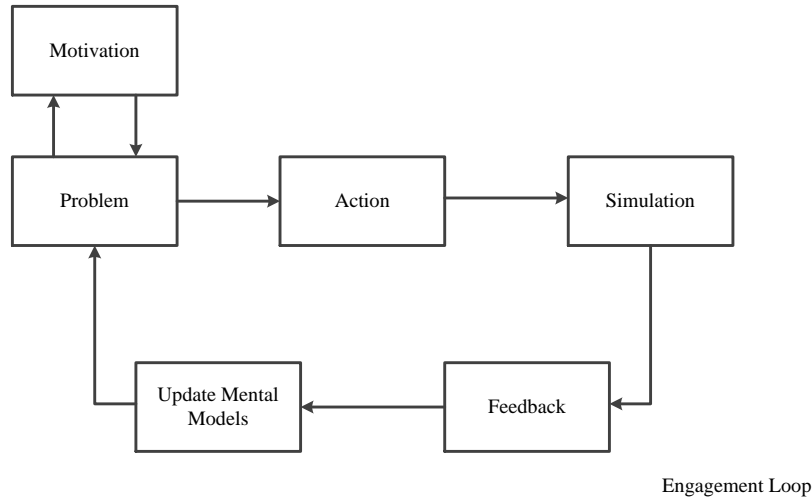 Motivation
Problem
Action
Simulation
Update Mental
Models
Feedback
Engagement Loop